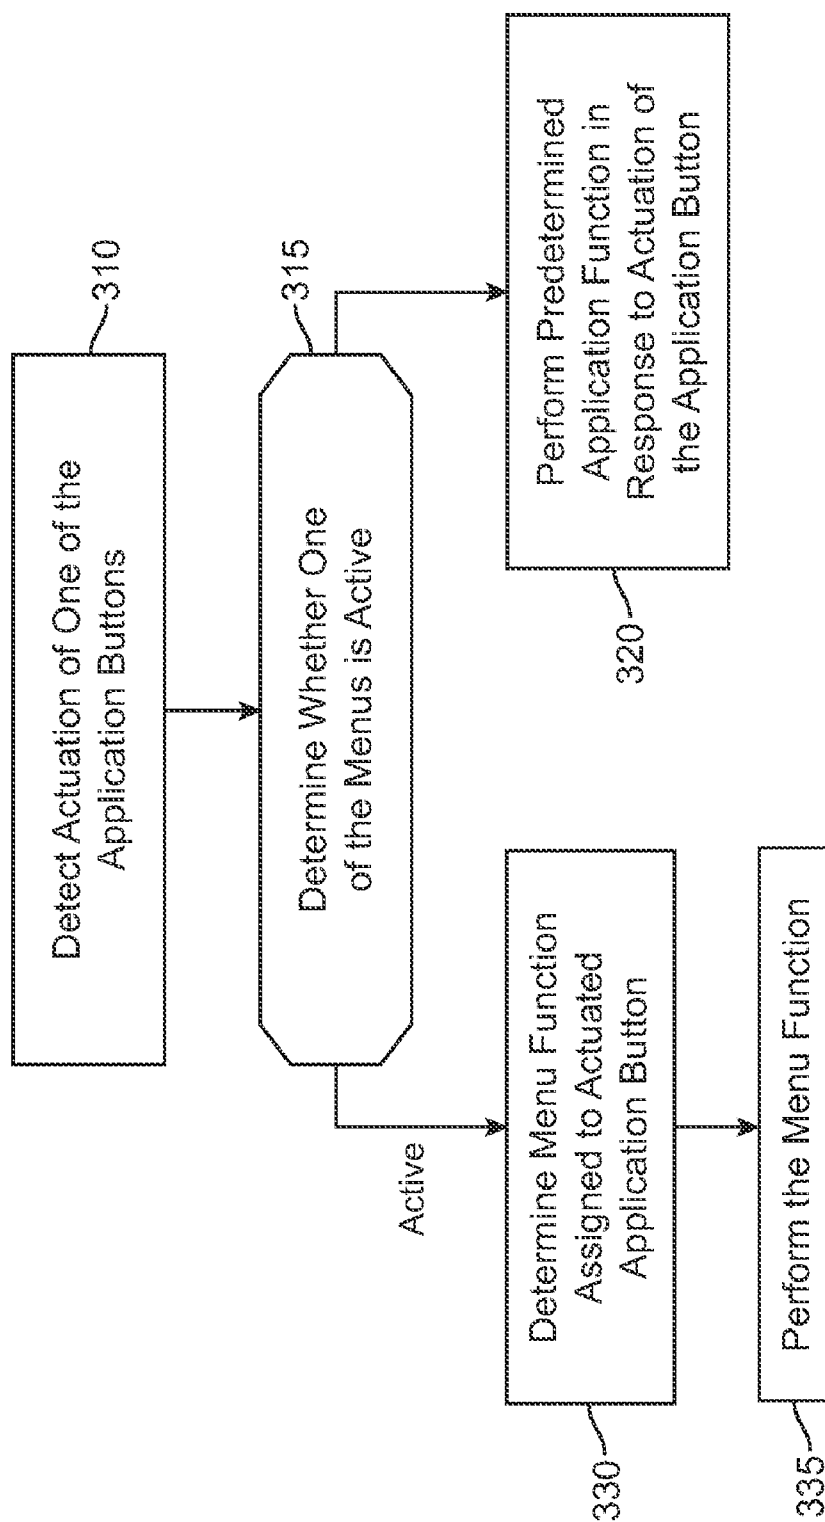 Detect Actuation of One of the
Application Buttons
310
Determine Whether One
of the Menus is Active
315
Active
Determine Menu Function
Assigned to Actuated
Application Button
330
Perform Predetermined
Application Function in
Response to Actuation of
the Application Button
320
Perform the Menu Function
335